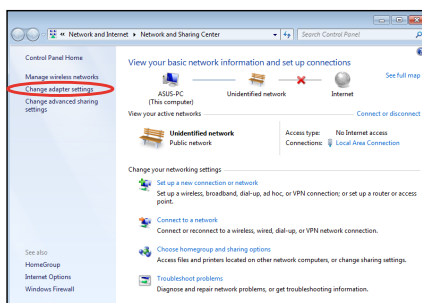 « Network and Internet ▸ Network and Sharing Center
Search Control Panel
Control Panel Home
Manage wireless networks
Change adapter settings
Change advanced sharing
settings
See also
HomeGroup
Internet Options
Windows Firewall
View your basic network information and set up connections
See full map
ASUS-PC
(This computer)
Unidentified network
Internet
View your active networks
Connect or disconnect
Unidentified network
Public network
Access type: No Internet access
Connections: Local Area Connection
Change your networking settings
Set up a new connection or network
Set up a wireless, broadband, dial-up, ad hoc, or VPN connection; or set up a router or access
point.
Connect to a network
Connect or reconnect to a wireless, wired, dial-up, or VPN network connection.
Choose homegroup and sharing options
Access files and printers located on other network computers, or change sharing settings.
Troubleshoot problems
Diagnose and repair network problems, or get troubleshooting information.